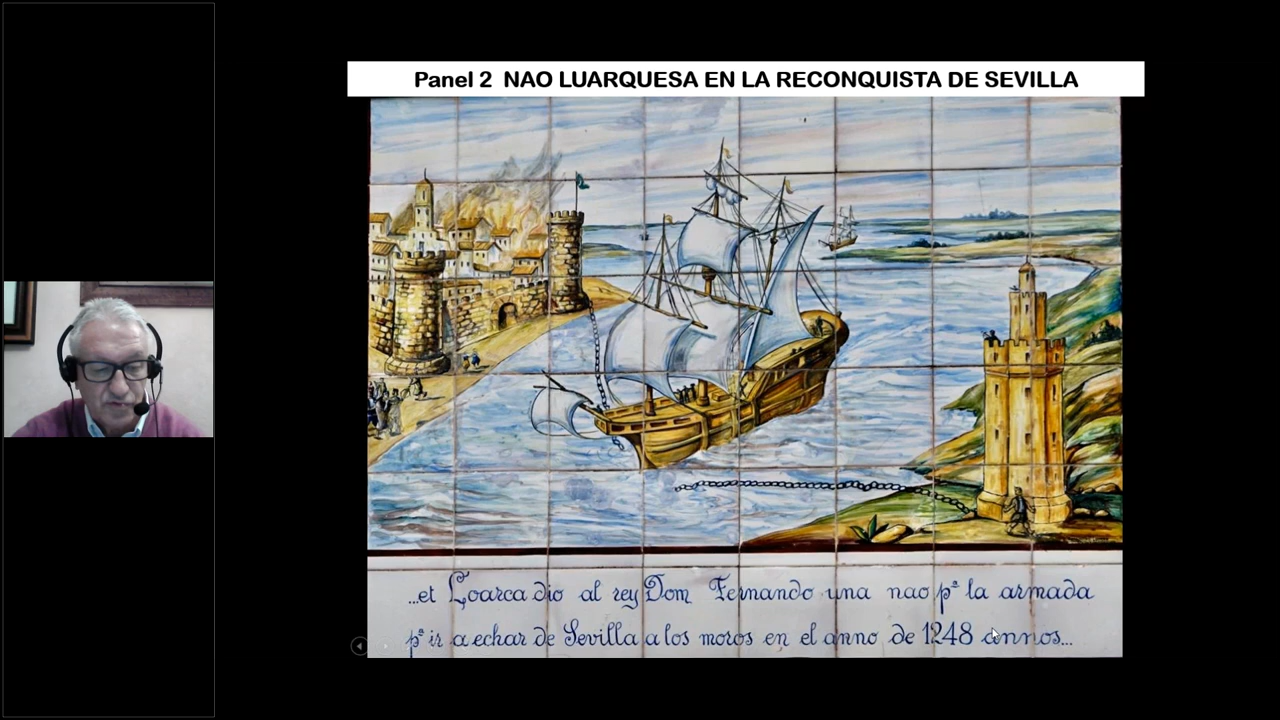 Panel 2 NAO LUARQUESA EN LA RECONQUISTA DE SEVILLA
...et Loarca dio al rey Dom Fernando una nao pª la armada
pª ir a echar de Sevilla a los moros en el anno de 1248 annos...